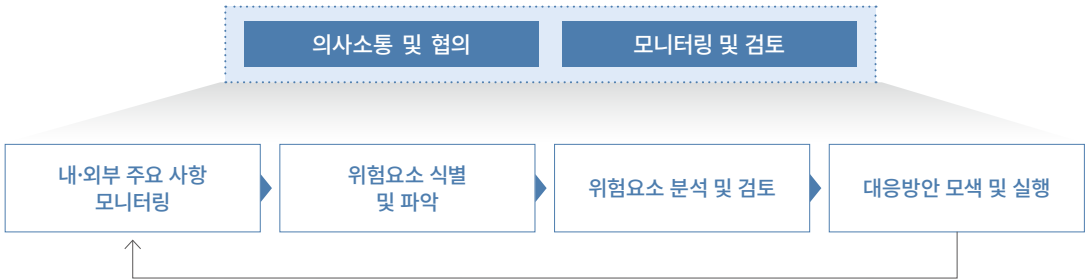 의사소통 및 협의
모니터링 및 검토
내·외부 주요 사항
모니터링
위험요소 식별
및 파악
위험요소 분석 및 검토
대응방안 모색 및 실행